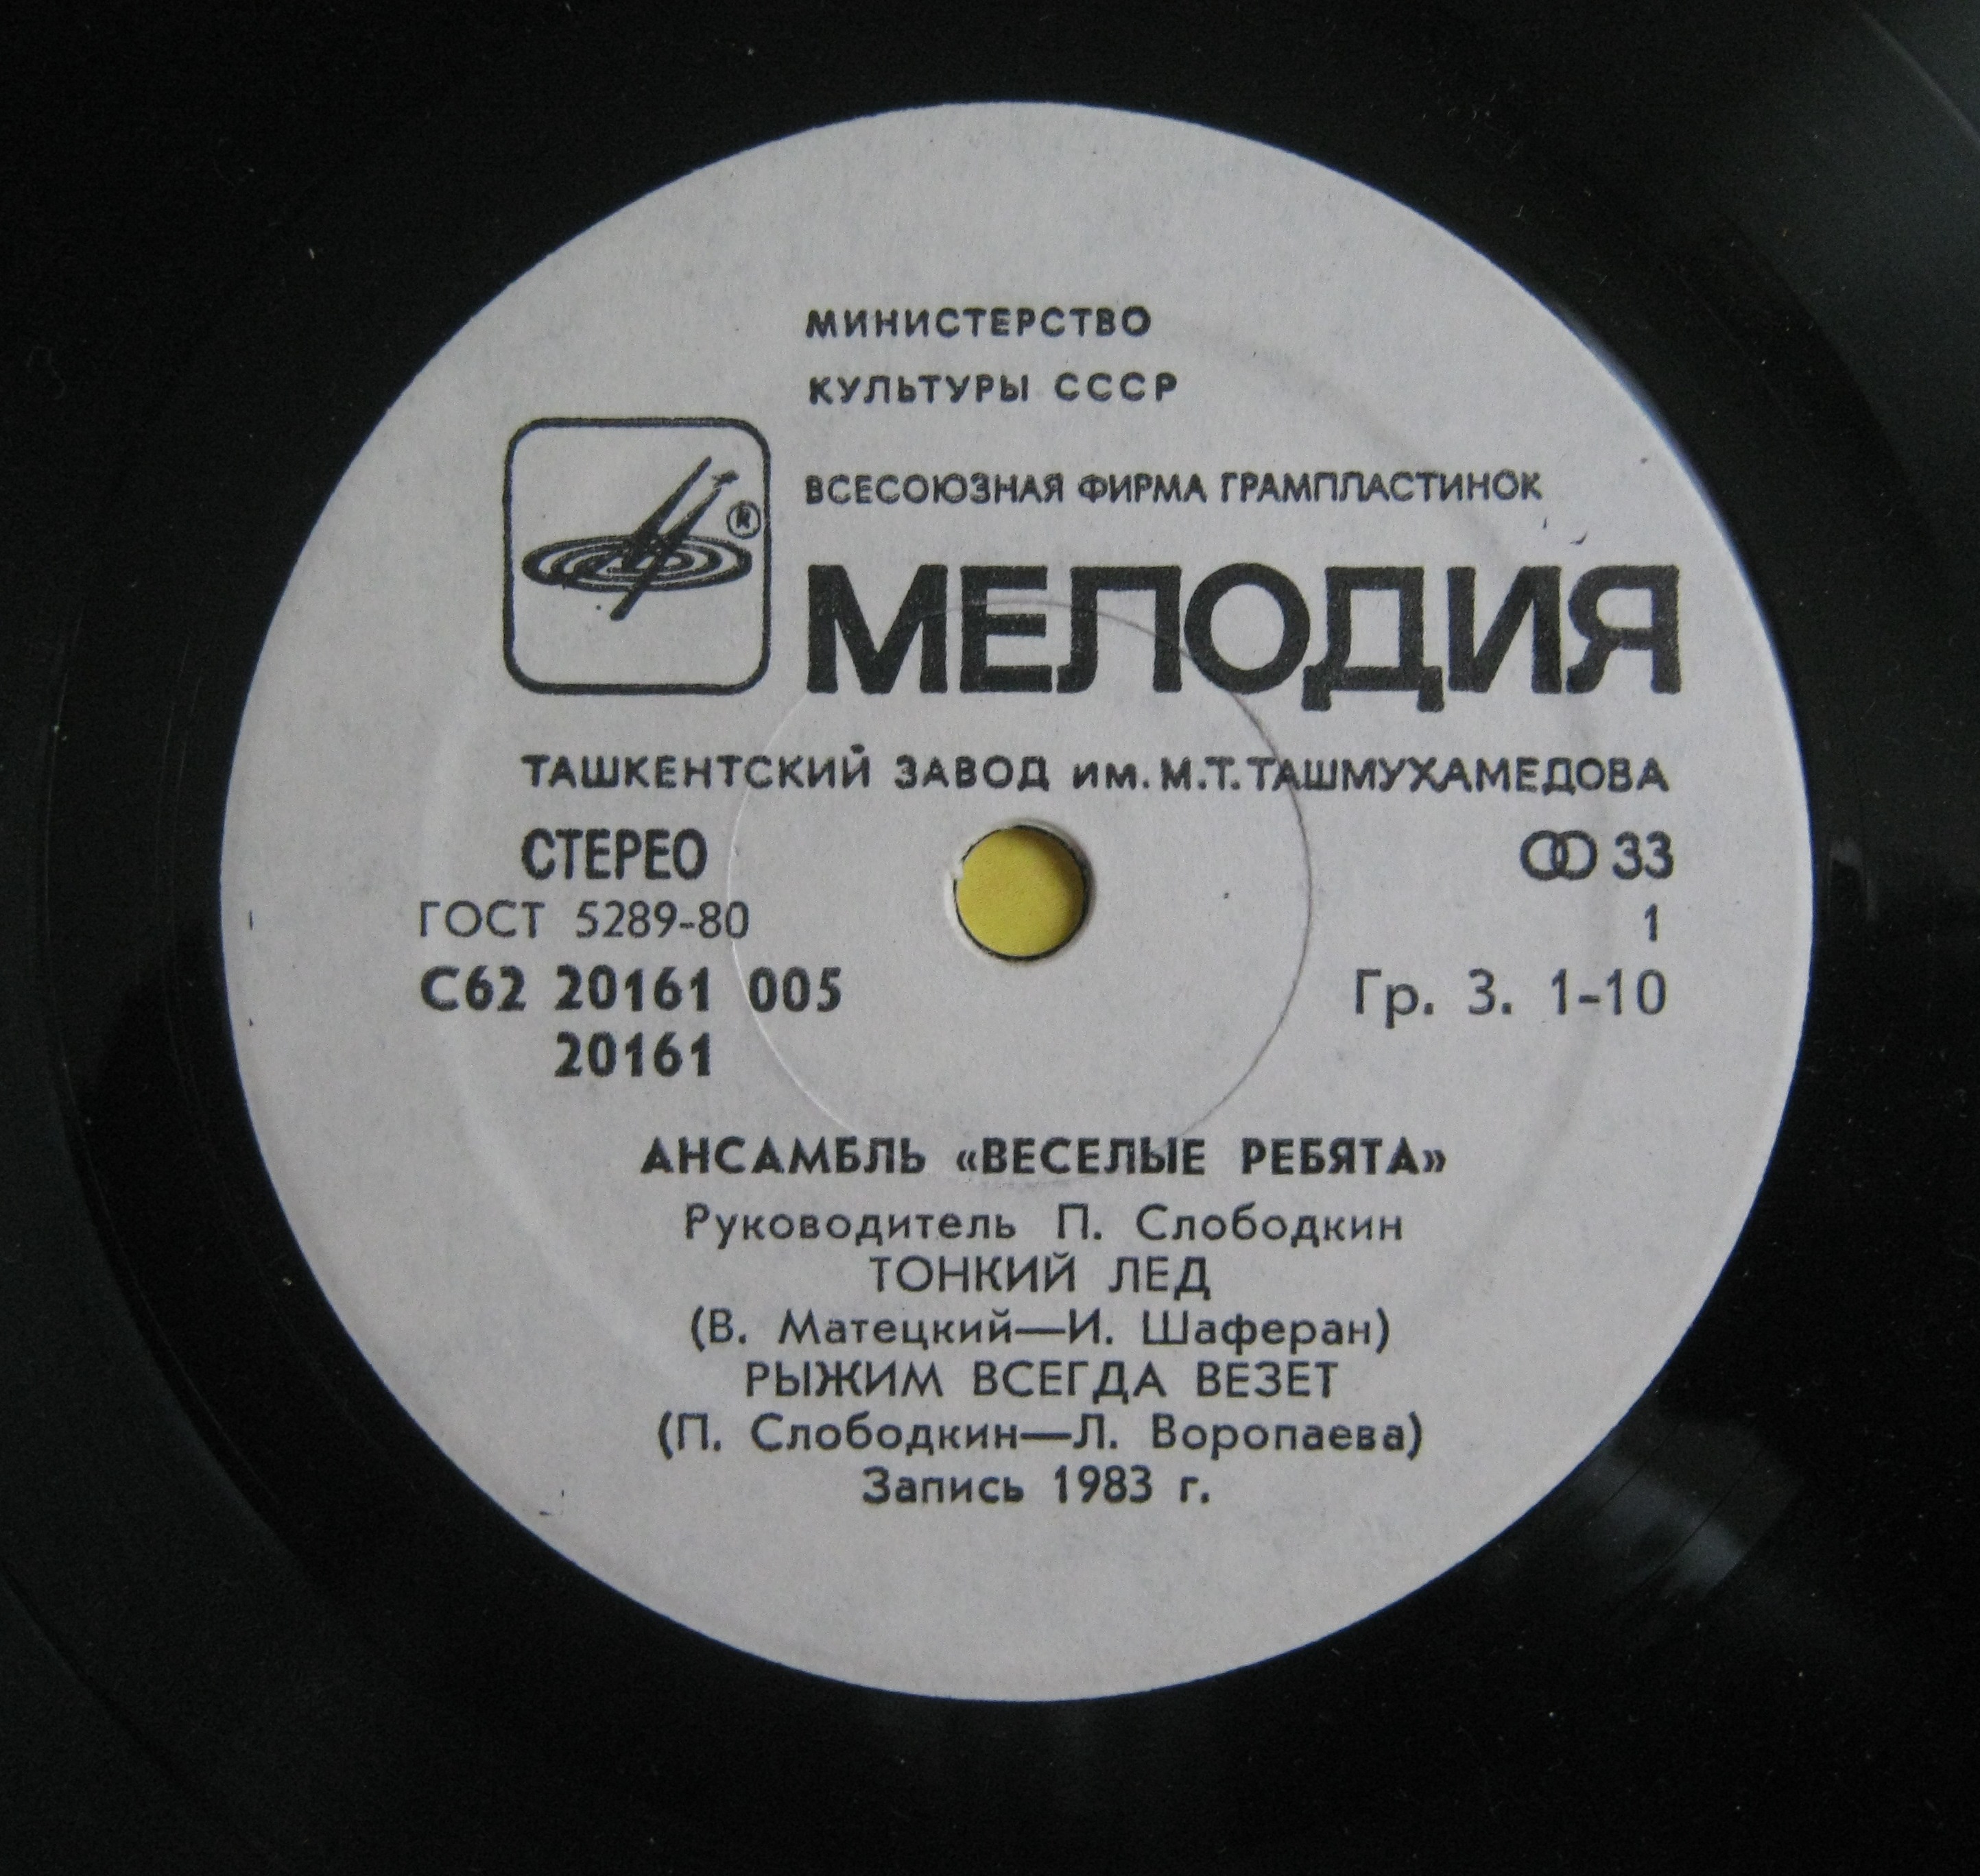 МИНИСТЕРСТВО
КУЛЬТУРЫ СССР
ВСЕСОЮЗНАЯ ФИРМА ГРАМПЛАСТИНОК
®
МЕЛОДИЯ
ТАШКЕНТСКИЙ ЗАВОД им. М.Т. ТАШМУХАМЕДОВА
СТЕРЕО 33
ГОСТ 5289-80 1
С62 20161 005 Гр. 3. 1-10
20161
АНСАМБЛЬ «ВЕСЕЛЫЕ РЕБЯТА»
Руководитель П. Слободкин
ТОНКИЙ ЛЕД
(В. Матецкий—И. Шаферан)
РЫЖИМ ВСЕГДА ВЕЗЕТ
(П. Слободкин—Л. Воропаева)
Запись 1983 г.